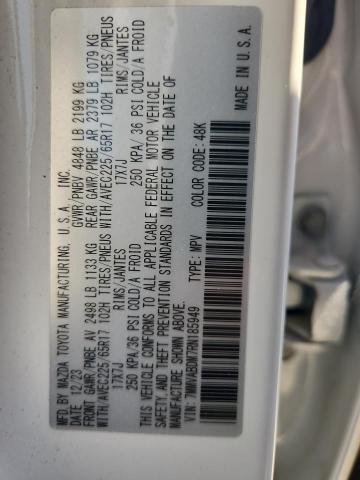 MAZDA TOYOTA MANUFACTURING, U.S.A., INC.
DATE 12/23 GVWR/PNBV 4848 LB 2199 KG
FRONT GAWR/PNBE AV 2498 LB 1133 KG REAR GAWR/PNBE AR 2379 LB 1079 KG
WITH/AVEC225/65R17 102H TIRES/PNEUS WITH/AVEC225/65R17 102H TIRES/PNEUS
17X7J RIMS/JANTES 17X7J RIMS/JANTES
250 KPA/36 PSI COLD/A FROID 250 KPA/36 PSI COLD/A FROID
THIS VEHICLE CONFORMS TO ALL APPLICABLE FEDERAL MOTOR VEHICLE
SAFETY, AND THEFT PREVENTION STANDARDS IN EFFECT ON THE DATE OF
MANUFACTURE SHOWN ABOVE.
VIN: 7MMVABDM7RN185949 TYPE: MPV COLOR CODE: 48K
MADE IN U.S.A.